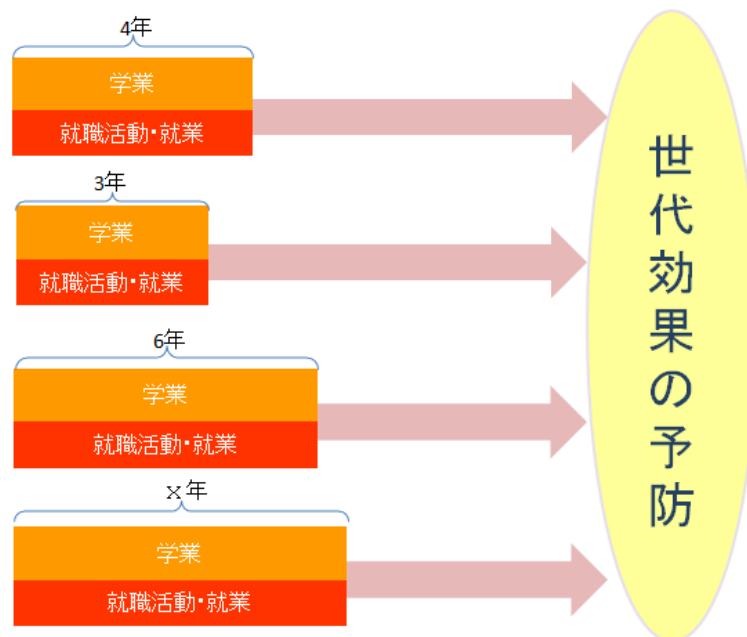 4年
学業
就職活動・就業
3年
学業
就職活動・就業
6年
学業
就職活動・就業
X年
学業
就職活動・就業
世代効果の予防